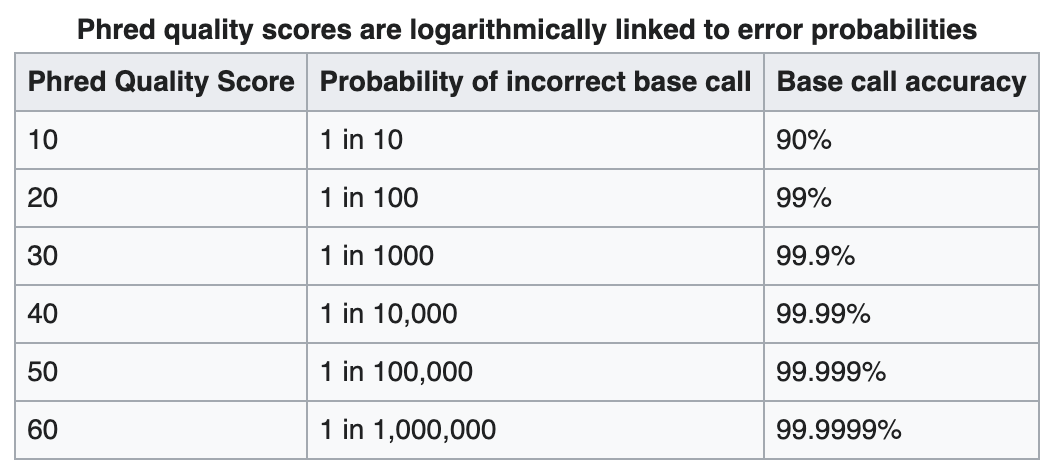 Phred quality scores are logarithmically linked to error probabilities
Phred Quality Score Probability of incorrect base call Base call accuracy
10 1 in 10 90%
20 1 in 100 99%
30 1 in 1000 99.9%
40 1 in 10,000 99.99%
50 1 in 100,000 99.999%
60 1 in 1,000,000 99.9999%